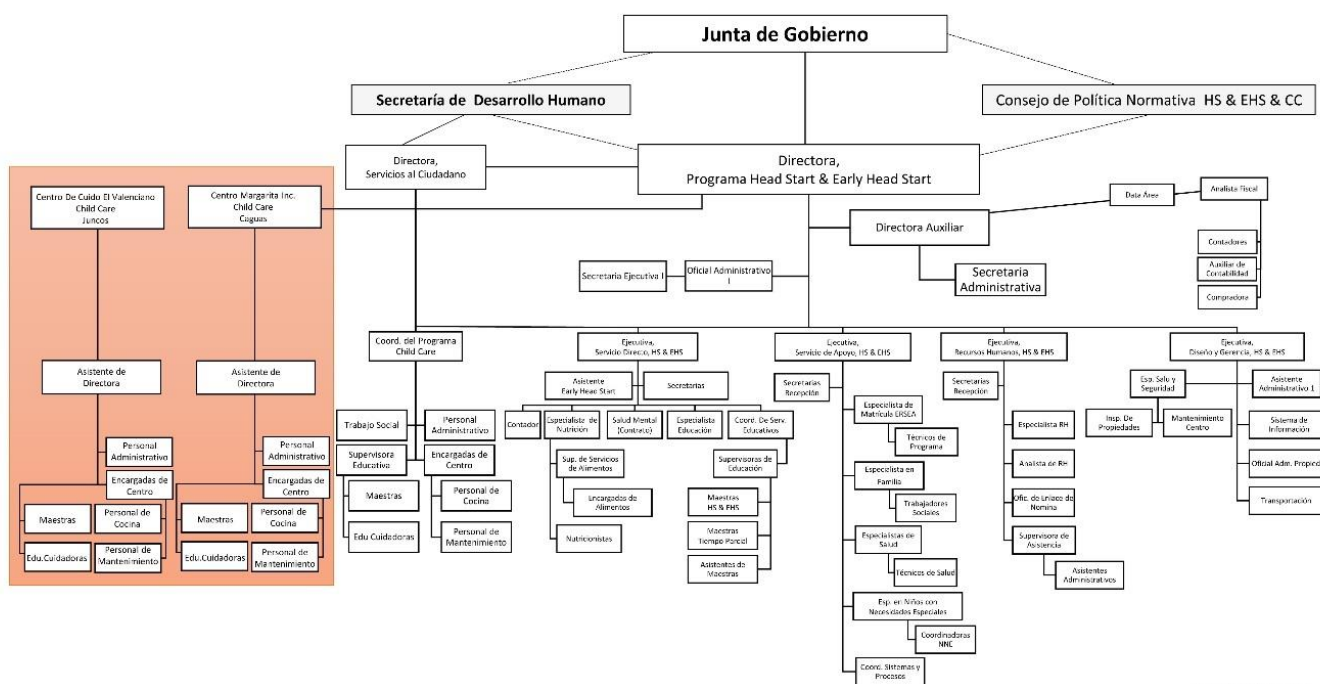 Junta de Gobierno
Secretaría de Desarrollo Humano
Consejo de Política Normativa HS & EHS & CC
Directora,
Servicios al Ciudadano
Directora,
Programa Head Start & Early Head Start
Centro De Cuido El Valenciano
Child Care
Juncos
Centro Margarita Inc.
Child Care
Caguas
Data Área
Analista Fiscal
Directora Auxiliar
Contadores
Auxiliar de
Contabilidad
Compradora
Secretaria Ejecutiva I
Oficial Administrativo
I
Secretaria
Administrativa
Coord. del Programa
Child Care
Ejecutiva,
Servicio Directo, HS & EHS
Ejecutiva,
Servicio de Apoyo, HS & EHS
Ejecutiva,
Recursos Humanos, HS & EHS
Ejecutiva,
Diseño y Gerencia, HS & EHS
Asistente de
Directora
Asistente de
Directora
Personal
Administrativo
Encargadas de
Centro
Maestras
Personal de
Cocina
Edu.Cuidadoras
Personal de
Mantenimiento
Personal
Administrativo
Encargadas de
Centro
Maestras
Personal de
Cocina
Edu.Cuidadoras
Personal de
Mantenimiento
Trabajo Social
Personal
Administrativo
Supervisora
Educativa
Encargadas de
Centro
Maestras
Personal de
Cocina
Edu Cuidadoras
Personal de
Mantenimiento
Asistente
Early Head Start
Secretarias
Contador
Especialista de
Nutrición
Salud Mental
(Contrato)
Especialista
Educación
Coord. De Serv.
Educativos
Sup. de Servicios
de Alimentos
Encargadas de
Alimentos
Nutricionistas
Supervisoras de
Educación
Maestras
HS & EHS
Maestras
Tiempo Parcial
Asistentes de
Maestras
Secretarias
Recepción
Especialista de
Matrícula ERSEA
Técnicos de
Programa
Especialista en
Familia
Trabajadores
Sociales
Especialistas de
Salud
Técnicos de Salud
Esp. en Niños con
Necesidades Especiales
Coordinadoras
NNE
Coord. Sistemas y
Procesos
Secretarias
Recepción
Especialista RH
Analista de RH
Ofic. de Enlace de
Nomina
Supervisora de
Asistencia
Asistentes
Administrativos
Esp. Salu y
Seguridad
Asistente
Administrativo 1
Insp. De
Propiedades
Mantenimiento
Centro
Sistema de
Información
Oficial Adm. Propied
Transportación